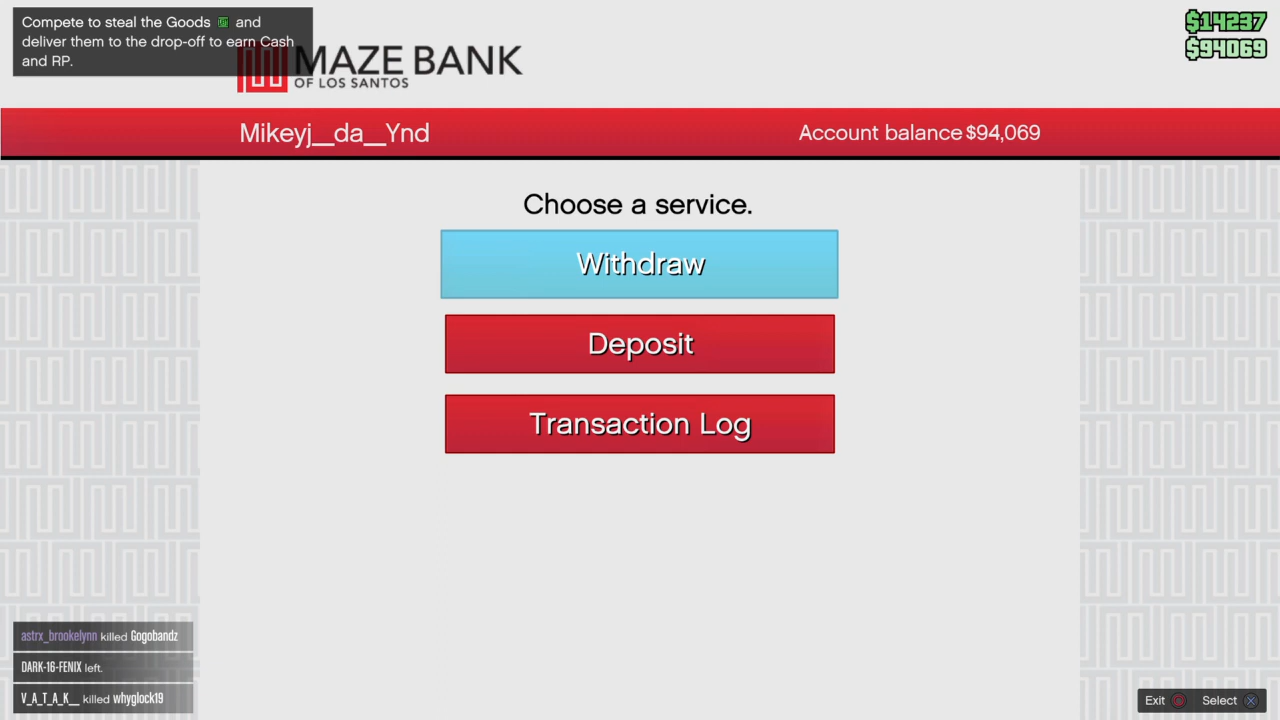 Compete to steal the Goods and
deliver them to the drop-off to earn Cash
and RP.
$14237
$94069
MAZE BANK
OF LOS SANTOS
Mikeyj__da__Ynd
Account balance $94,069
Choose a service.
Withdraw
Deposit
Transaction Log
astrx_brookelynn killed Gogobandz
DARK-16-FENIX left.
V_A_T_A_K__ killed whyglock19
Exit Select